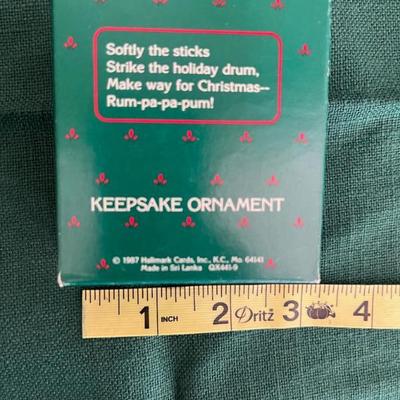 Softly the sticks
Strike the holiday drum,
Make way for Christmas--
Rum-pa-pa-pum!
KEEPSAKE ORNAMENT
© 1987 Hallmark Cards, Inc., K.C., Mo. 64141
Made in Sri Lanka QX441-9
1 INCH 2 Dritz 3 4